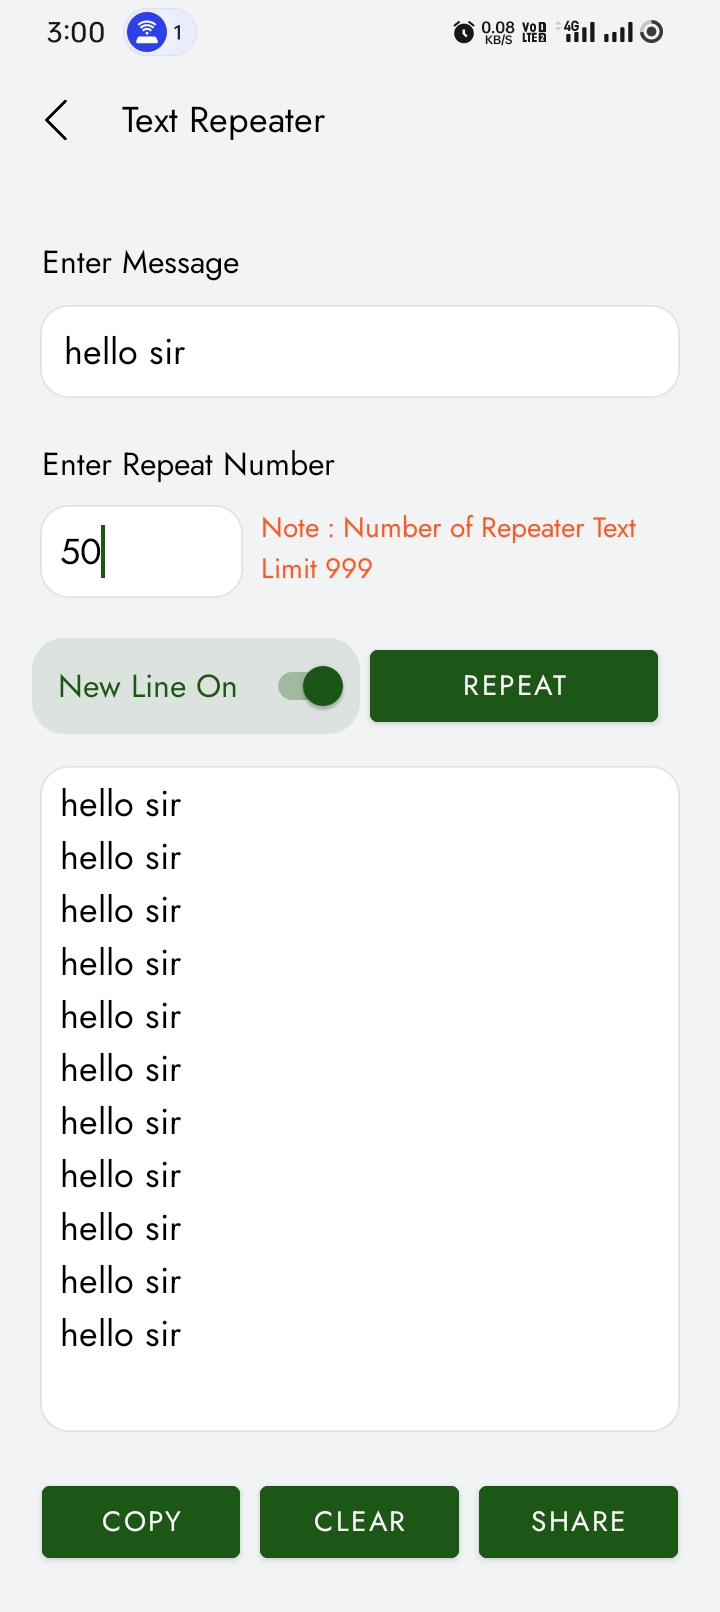 3:00 1 0.08 KB/S VoD LTE2 4G
Text Repeater
Enter Message
hello sir
Enter Repeat Number
50
Note : Number of Repeater Text
Limit 999
New Line On
REPEAT
hello sir
hello sir
hello sir
hello sir
hello sir
hello sir
hello sir
hello sir
hello sir
hello sir
hello sir
COPY CLEAR SHARE